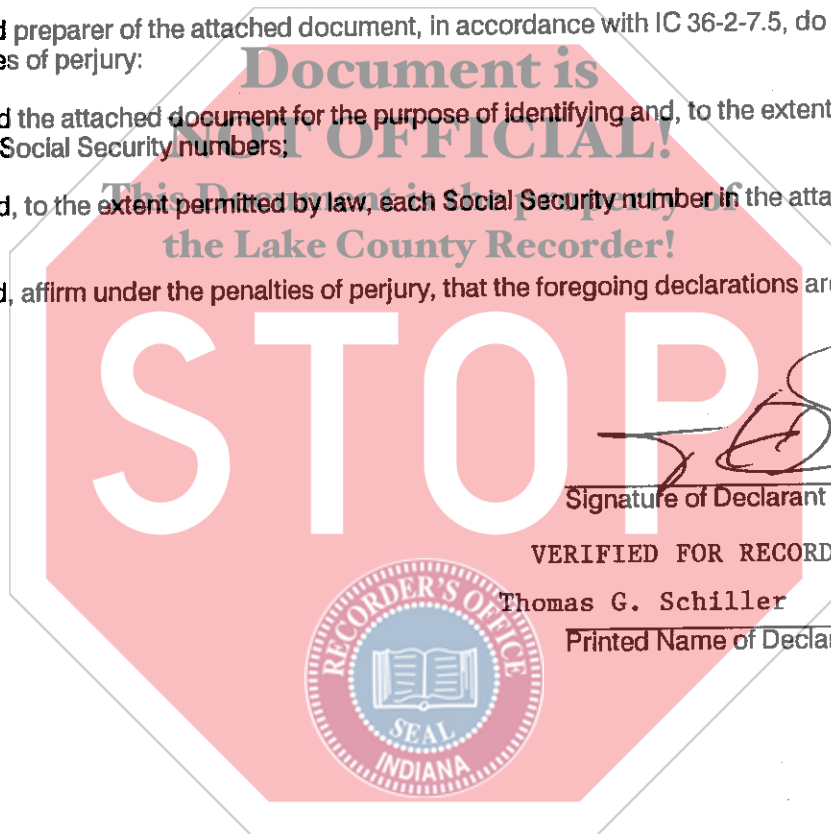 d preparer of the attached document, in accordance with IC 36-2-7.5, do
es of perjury:
Document is
d the attached document for the purpose of identifying and, to the extent
NOT OFFICIAL!
Social Security numbers;
This Document is the property of
d, to the extent permitted by law, each Social Security number in the atta
the Lake County Recorder!
d, affirm under the penalties of perjury, that the foregoing declarations are
STOP
Signature of Declarant
VERIFIED FOR RECORD
Thomas G. Schiller
Printed Name of Declar
RECORDER'S OFFICE
SEAL
INDIANA